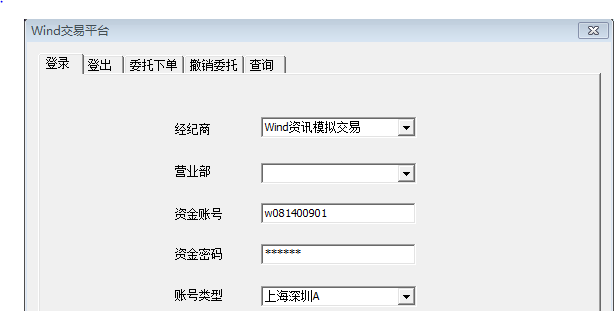 Wind交易平台
登录 登出 委托下单 撤销委托 查询
经纪商 Wind资讯模拟交易
营业部
资金账号 w081400901
资金密码 ******
账号类型 上海深圳A